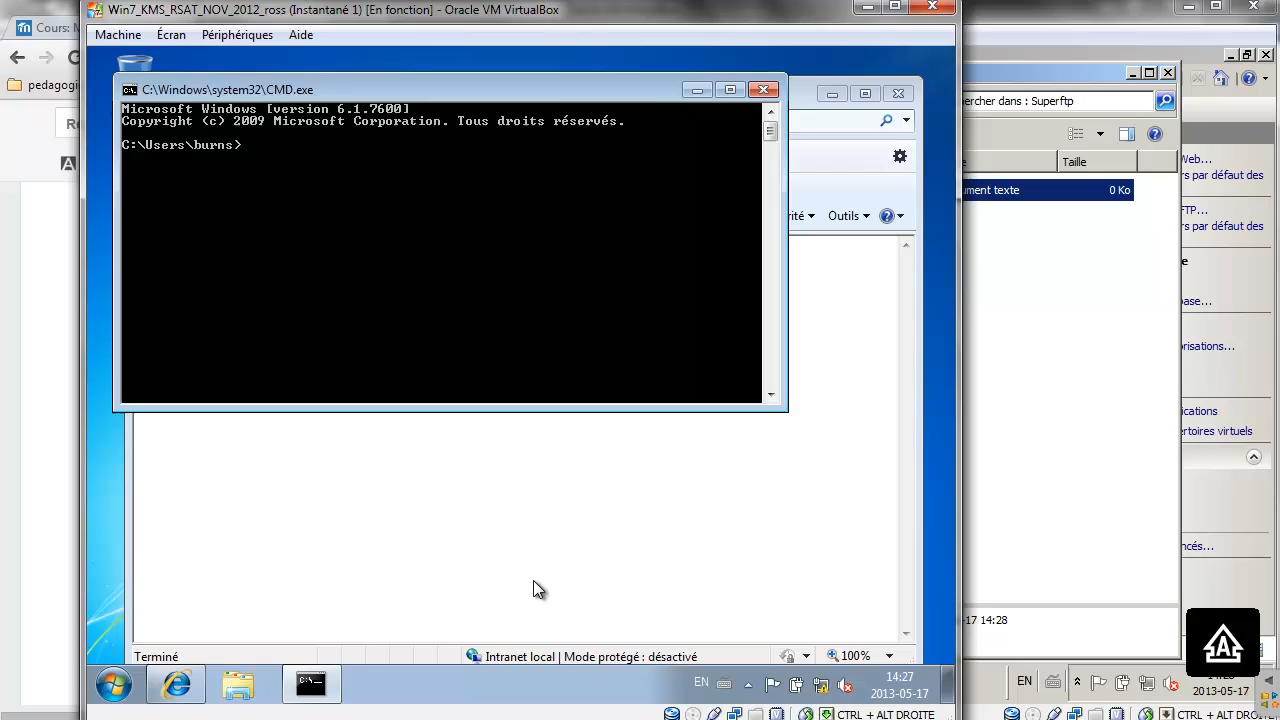 Win7_KMS_RSAT_NOV_2012_ross (Instantané 1) [En fonction] - Oracle VM VirtualBox
Cours: M
Machine Écran Périphériques Aide
pedagogi
C:\Windows\system32\CMD.exe
Microsoft Windows [version 6.1.7600]
Copyright (c) 2009 Microsoft Corporation. Tous droits réservés.
C:\Users\burns>
ercher dans : Superftp
Re
A
Taille
Web...
rs par défaut des
ument texte 0 Ko
rité Outils
TP...
rs par défaut des
e
base...
orisations...
ications
ertoires virtuels
ncés...
-17 14:28
Terminé
Intranet local | Mode protégé : désactivé
100%
C:\
EN
14:27
2013-05-17
EN
2013-05-17
CTRL + ALT DROITE
CTRL + ALT DROITE